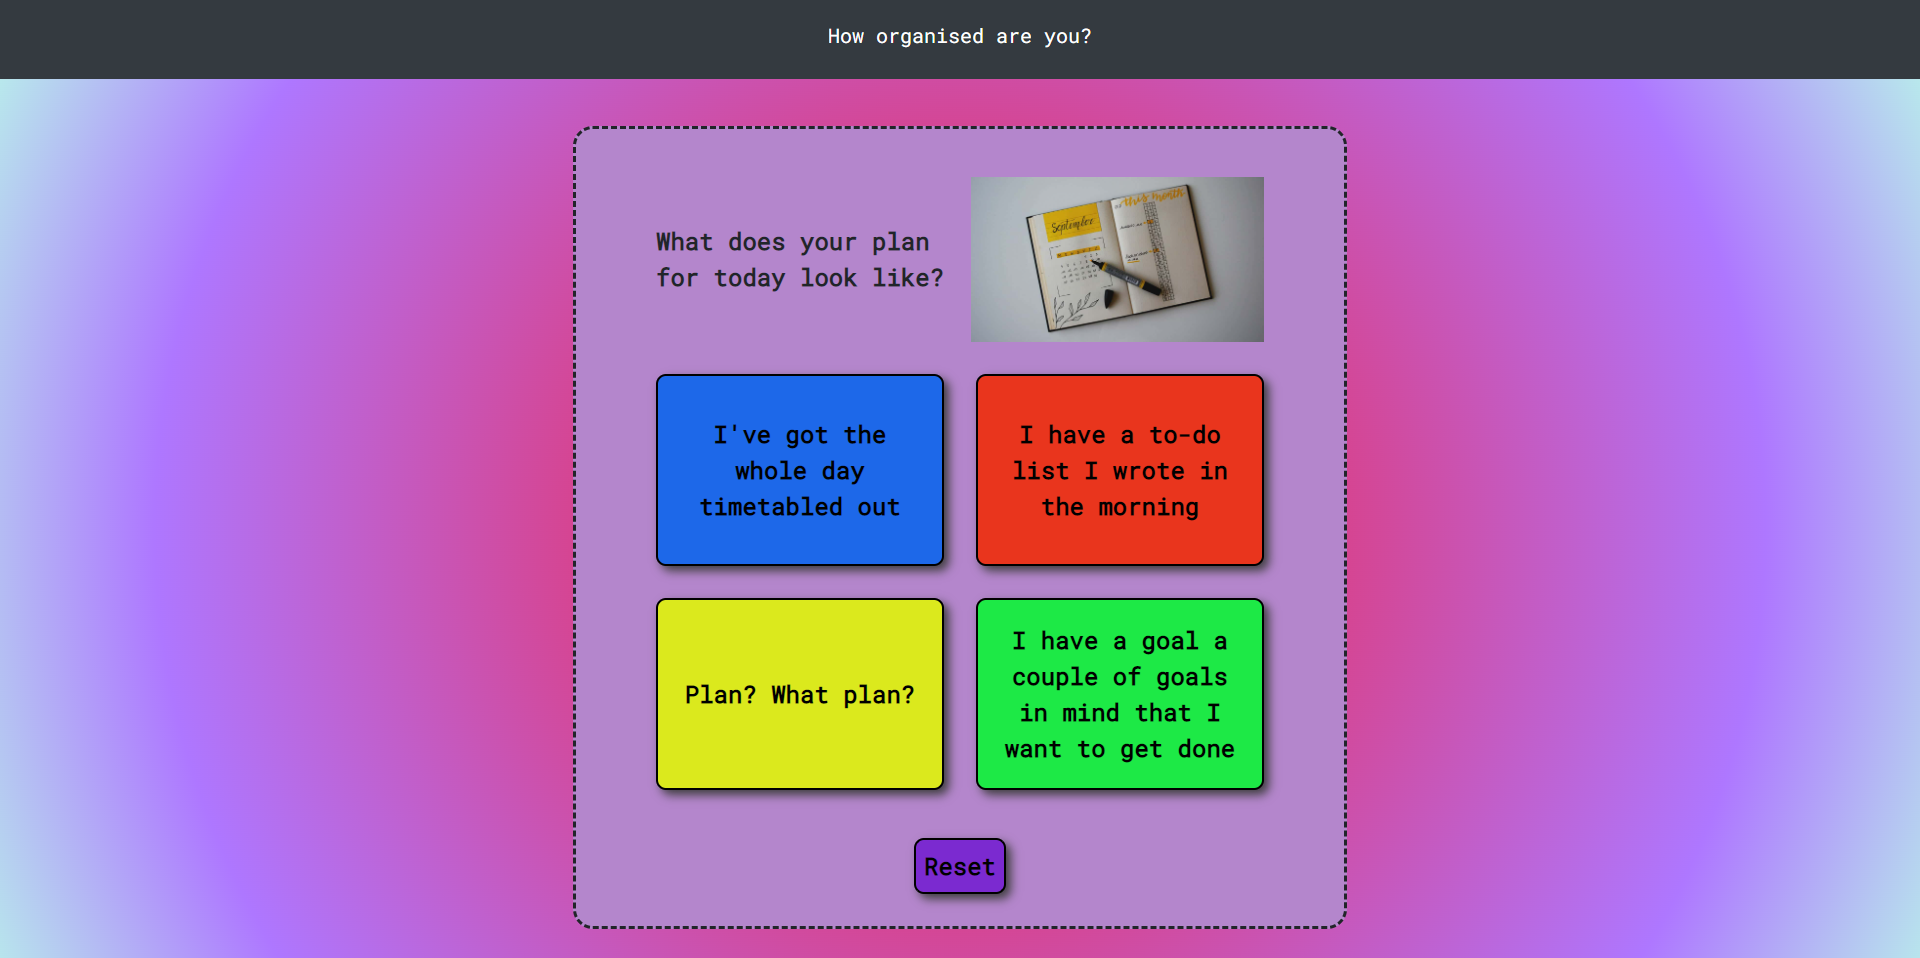 How organised are you?
What does your plan
for today look like?
September
this month
I've got the
whole day
timetabled out
I have a to-do
list I wrote in
the morning
Plan? What plan?
I have a goal a
couple of goals
in mind that I
want to get done
Reset